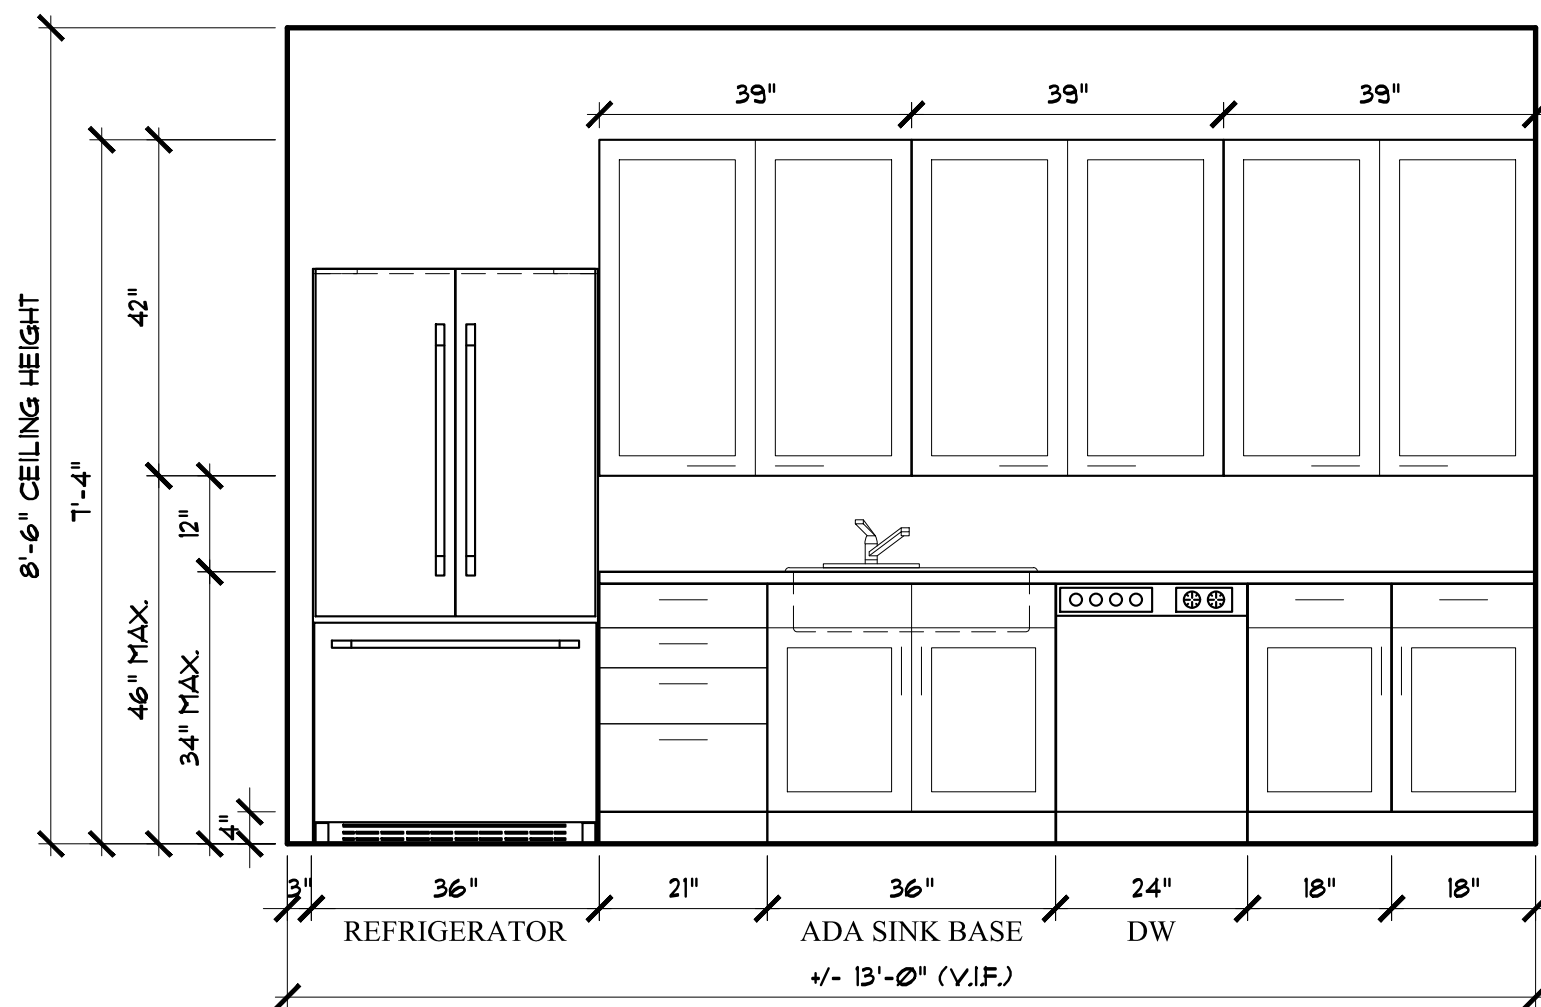 39"
39"
39"
8'-6" CEILING HEIGHT
7'-4"
42"
46" MAX.
12"
34" MAX.
4"
3"
36"
21"
36"
24"
18"
18"
REFRIGERATOR
ADA SINK BASE
DW
+/- 13'-0" (V.I.F.)